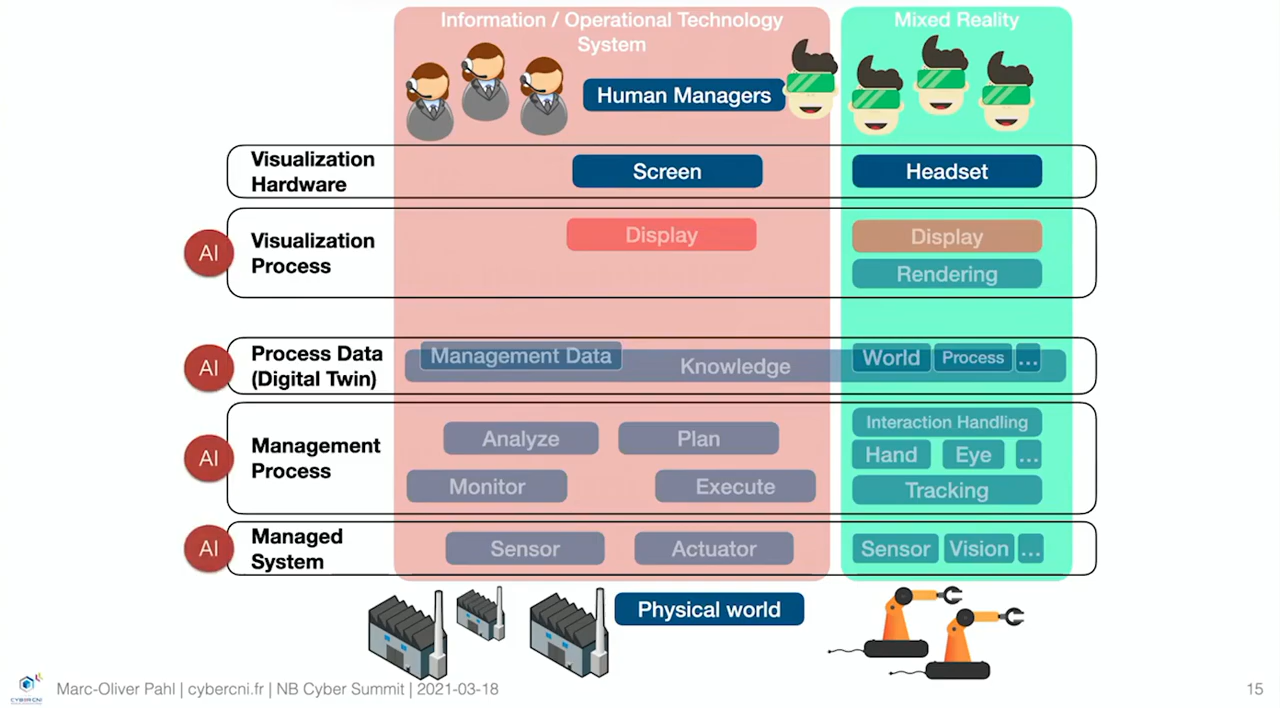 Information / Operational Technology
System
Mixed Reality
Human Managers
Visualization
Hardware
Screen
Headset
AI
Visualization
Process
Display
Display
Rendering
AI
Process Data
(Digital Twin)
Management Data
Knowledge
World
Process
...
AI
Management
Process
Analyze
Plan
Monitor
Execute
Interaction Handling
Hand
Eye
...
Tracking
AI
Managed
System
Sensor
Actuator
Sensor
Vision
...
Physical world
CYBERCNI
Marc-Oliver Pahl | cybercni.fr | NB Cyber Summit | 2021-03-18
15